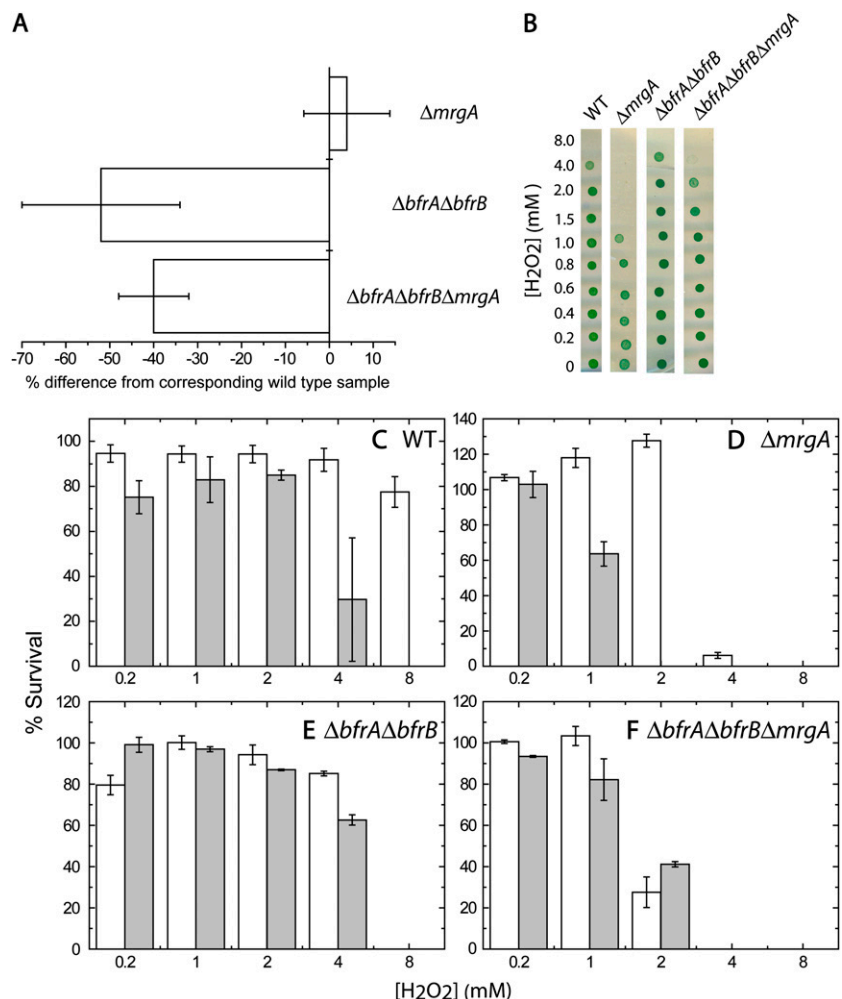 A
ΔmrgA
ΔbfrAΔbfrB
ΔbfrAΔbfrBΔmrgA
-70 -60 -50 -40 -30 -20 -10 0 10
% difference from corresponding wild type sample
B
WT ΔmrgA ΔbfrAΔbfrB ΔbfrAΔbfrBΔmrgA
[H2O2] (mM )
8.0
4.0
2.0
1.5
1.0
0.8
0.6
0.4
0.2
0
% Survival
C WT
100
80
60
40
20
0
0.2 1 2 4 8
D ΔmrgA
140
120
100
80
60
40
20
0
0.2 1 2 4 8
E ΔbfrAΔbfrB
120
100
80
60
40
20
0
0.2 1 2 4 8
F ΔbfrAΔbfrBΔmrgA
120
100
80
60
40
20
0
0.2 1 2 4 8
[H2O2] (mM)